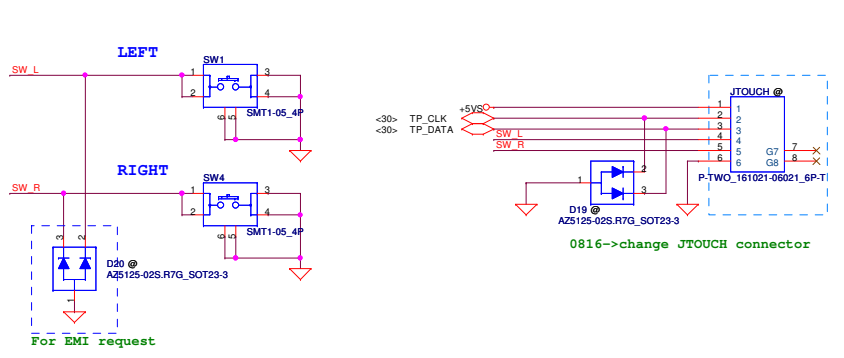 LEFT
SW_L
SW1
1
2
3
4
6
5
SMT1-05_4P
RIGHT
SW_R
SW4
1
2
3
4
6
5
SMT1-05_4P
3
2
1
D20 @
AZ5125-02S.R7G_SOT23-3
For EMI request
<30> TP_CLK
<30> TP_DATA
+5VS
SW_L
SW_R
JTOUCH @
1
2
3
4
5
6
1
2
3
4
5
6
G7
G8
7
8
P-TWO_161021-06021_6P-T
1
2
3
D19 @
AZ5125-02S.R7G_SOT23-3
0816->change JTOUCH connector